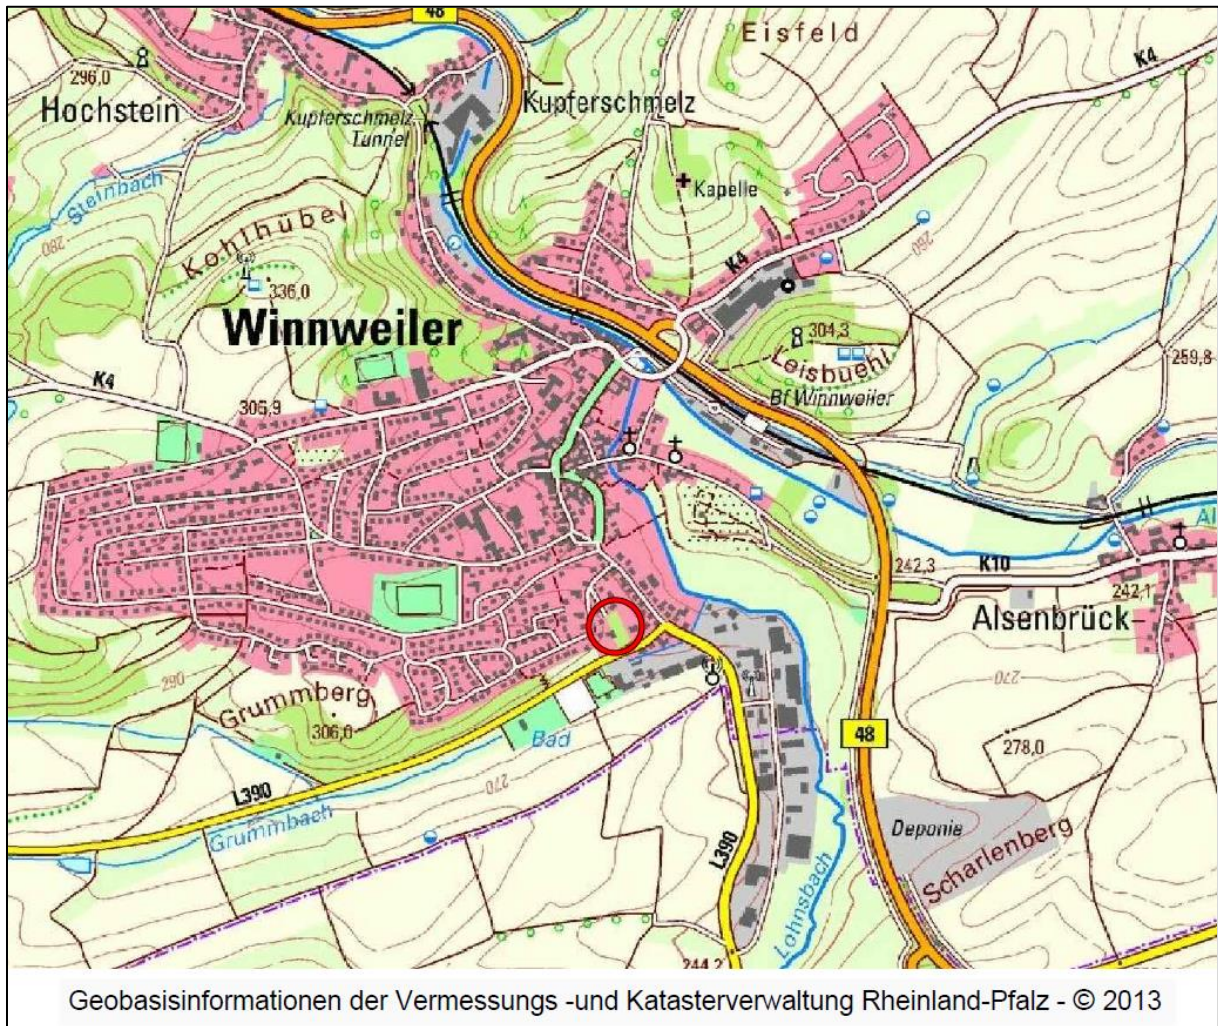 48
Eisfeld
K4
296,0
Hochstein
Kupferschmelz
Kupferschmelz-
Tunnel
Steinbach
Kapelle
Kohlhübel
280
336,0
K4
260
Winnweiler
304,3
Leisbuehl
259,8
K4
Bf Winnweiler
306,9
Al
242,3
K10
242,1
Alsenbrück
290
Grummberg
306,0
Bad
270
48
278,0
270
L390
Grummbach
L390
Deponie
Scharlenberg
Lohnsbach
244,2
Geobasisinformationen der Vermessungs -und Katasterverwaltung Rheinland-Pfalz - © 2013